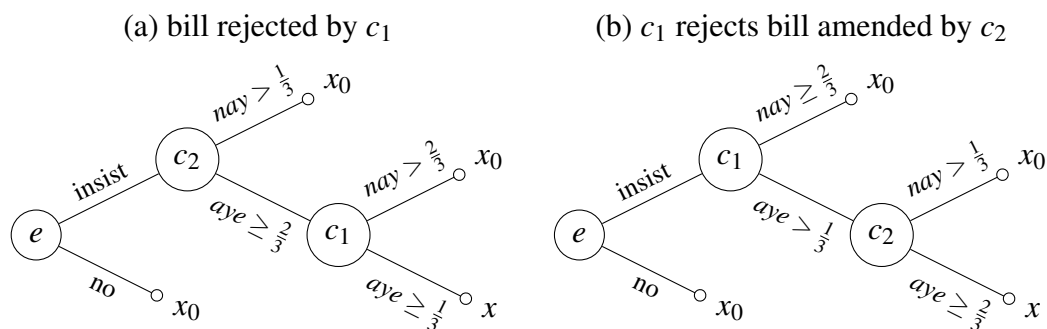 (a) bill rejected by c₁
(b) c₁ rejects bill amended by c₂
e
insist
no
x₀
c₂
nay > 1/3
x₀
aye ≥ 2/3
c₁
nay > 2/3
x₀
aye ≥ 1/3
x
e
insist
no
x₀
c₁
nay ≥ 2/3
x₀
aye > 1/3
c₂
nay > 1/3
x₀
aye ≥ 2/3
x